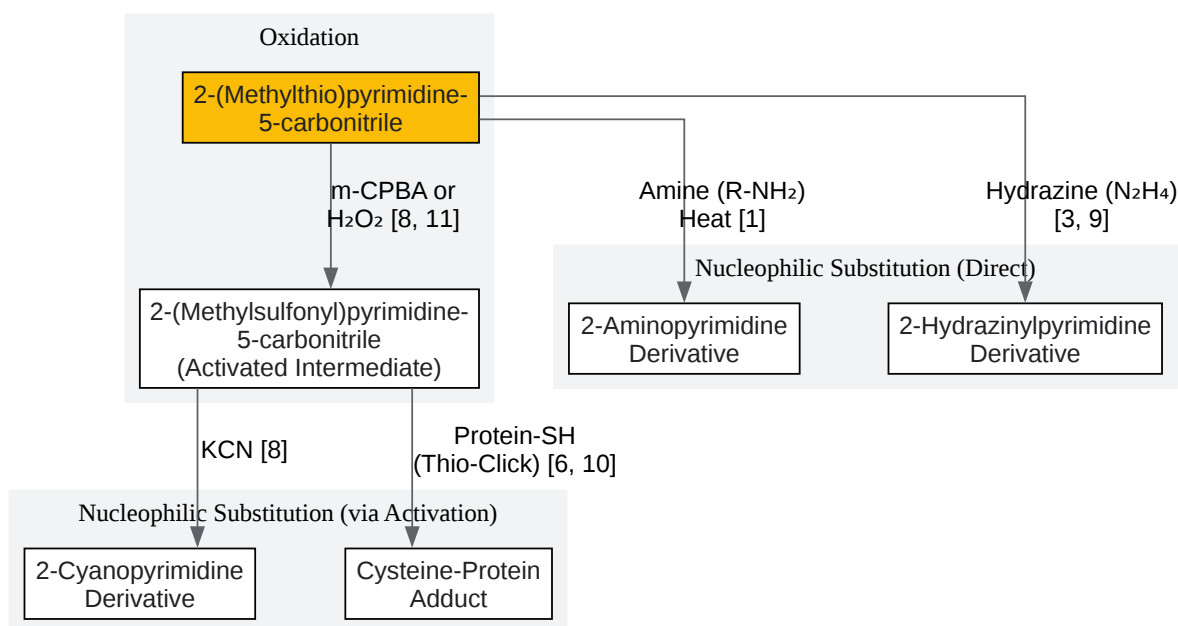 Oxidation
2-(Methylthio)pyrimidine-
5-carbonitrile
m-CPBA or
H₂O₂ [8, 11]
Amine (R-NH₂)
Heat [1]
Hydrazine (N₂H₄)
[3, 9]
Nucleophilic Substitution (Direct)
2-(Methylsulfonyl)pyrimidine-
5-carbonitrile
(Activated Intermediate)
2-Aminopyrimidine
Derivative
2-Hydrazinylpyrimidine
Derivative
KCN [8]
Protein-SH
(Thio-Click) [6, 10]
Nucleophilic Substitution (via Activation)
2-Cyanopyrimidine
Derivative
Cysteine-Protein
Adduct